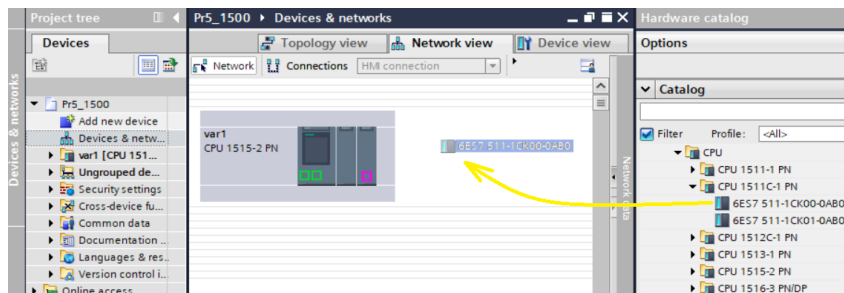 Project tree
Pr5_1500 ▸ Devices & networks
Hardware catalog
Devices
Topology view
Network view
Device view
Options
Network
Connections
HMI connection
Catalog
Pr5_1500
Add new device
Devices & netw...
var1 [CPU 151...
Ungrouped de...
Security settings
Cross-device fu...
Common data
Documentation ...
Languages & res..
Version control i...
Online access
Devices & networks
var1
CPU 1515-2 PN
6ES7 511-1CK00-0AB0
Network data
Filter
Profile:
<All>
CPU
CPU 1511-1 PN
CPU 1511C-1 PN
6ES7 511-1CK00-0AB0
6ES7 511-1CK01-0AB0
CPU 1512C-1 PN
CPU 1513-1 PN
CPU 1515-2 PN
CPU 1516-3 PN/DP